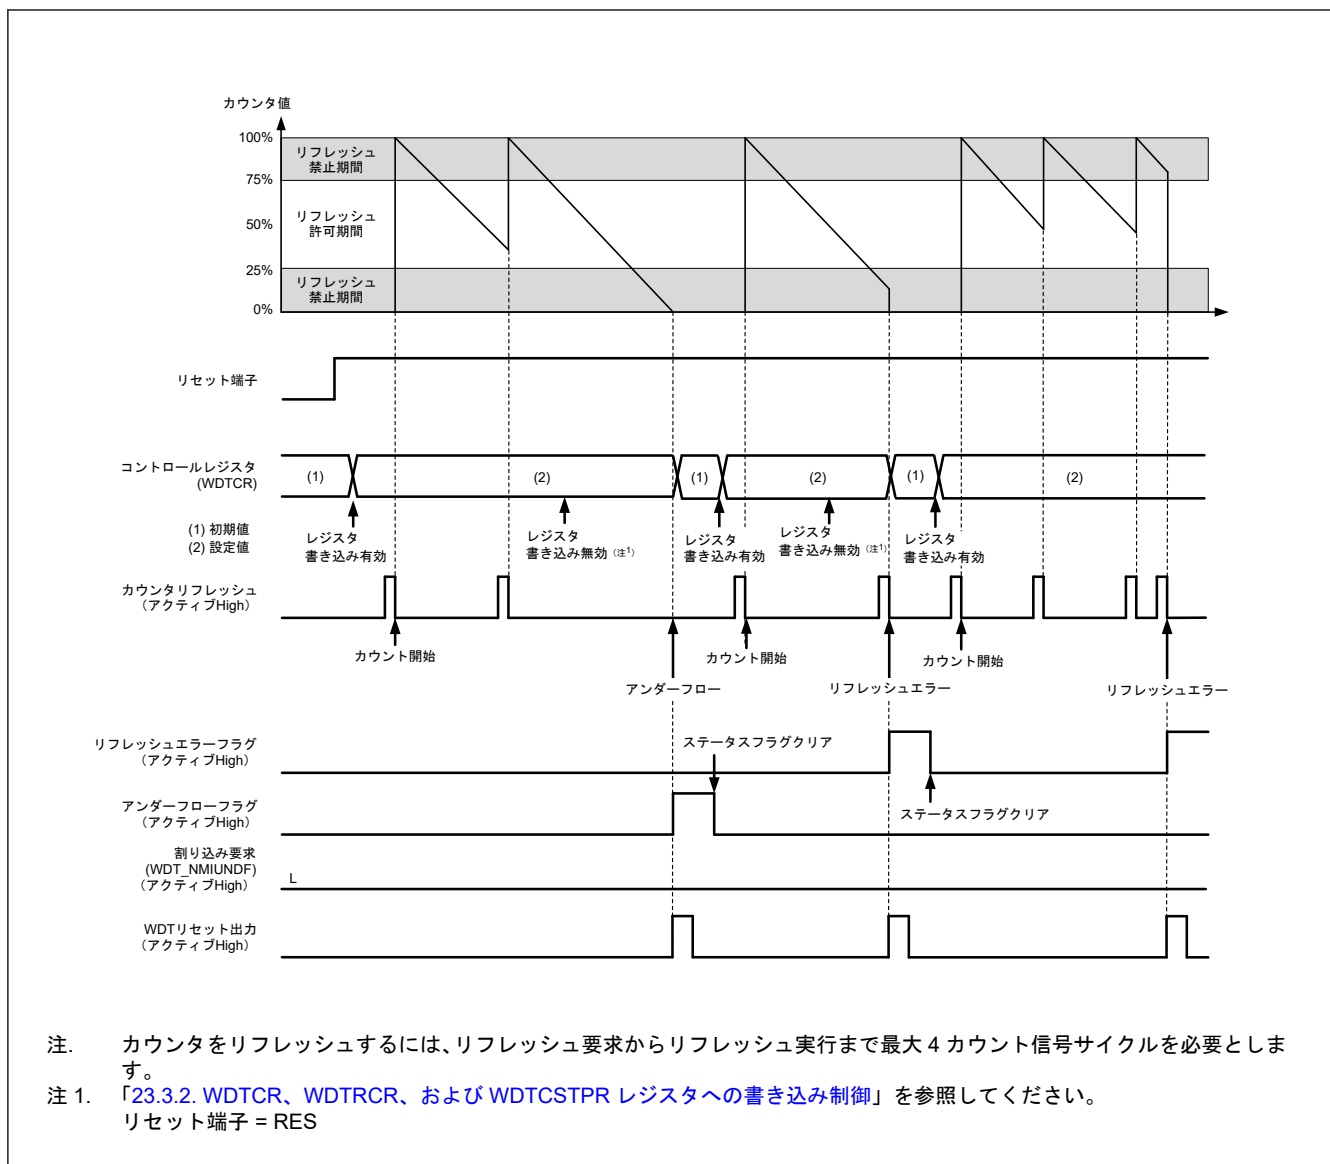 カウンタ値
100%
リフレッシュ
禁止期間
75%
リフレッシュ
許可期間
50%
25%
リフレッシュ
禁止期間
0%
リセット端子
コントロールレジスタ
(WDTCR)
(1)
(2)
(1)
(2)
(1)
(2)
(1) 初期値
(2) 設定値
レジスタ
書き込み有効
レジスタ
書き込み無効（注1）
レジスタ
書き込み有効
レジスタ
書き込み無効（注1）
レジスタ
書き込み有効
カウンタリフレッシュ
（アクティブHigh）
カウント開始
カウント開始
カウント開始
アンダーフロー
リフレッシュエラー
リフレッシュエラー
リフレッシュエラーフラグ
（アクティブHigh）
ステータスフラグクリア
アンダーフローフラグ
（アクティブHigh）
ステータスフラグクリア
割り込み要求
(WDT_NMIUNDF)
（アクティブHigh）
L
WDTリセット出力
（アクティブHigh）
注. カウンタをリフレッシュするには、リフレッシュ要求からリフレッシュ実行まで最大 4 カウント信号サイクルを必要としま
す。
注 1. 「23.3.2. WDTCR、WDTRCR、および WDTCSTPR レジスタへの書き込み制御」を参照してください。
リセット端子 = RES